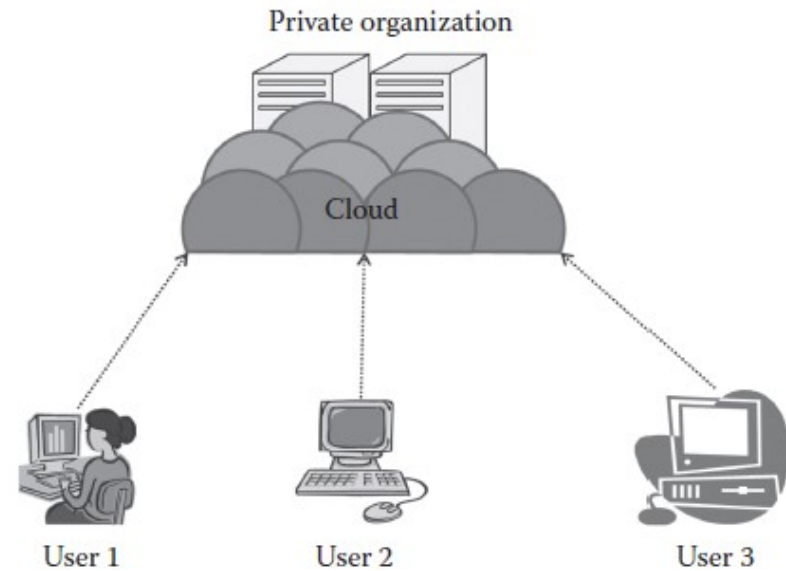 Private organization
Cloud
User 1
User 2
User 3